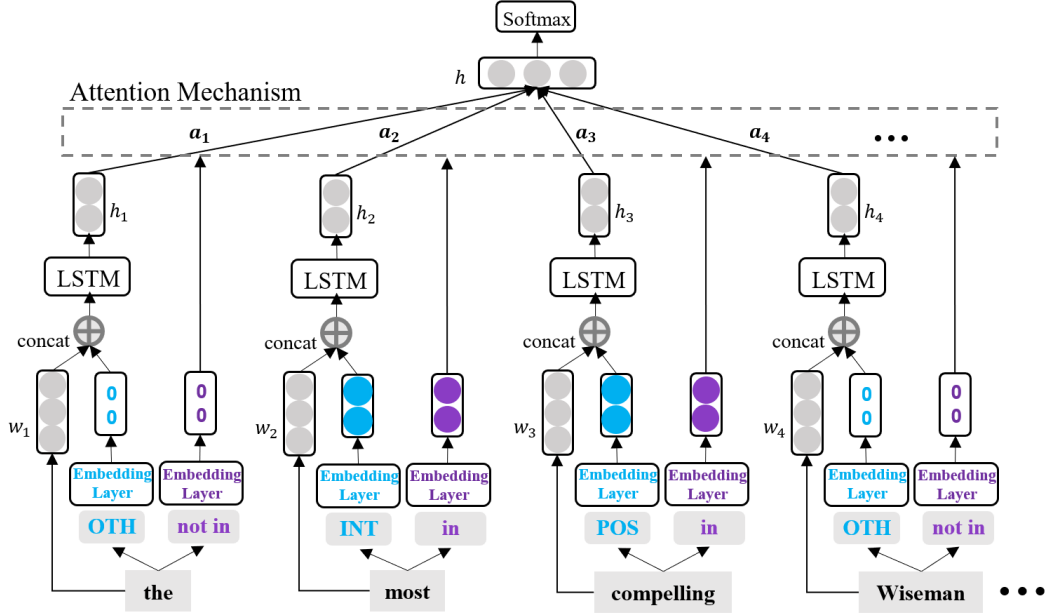 Softmax
h
Attention Mechanism
a1 a2 a3 a4 •••
h1 h2 h3 h4
LSTM LSTM LSTM LSTM
concat concat concat concat
w1 0 0 0 0 w2 w3 w4 0 0 0 0
Embedding Layer Embedding Layer Embedding Layer Embedding Layer Embedding Layer Embedding Layer Embedding Layer Embedding Layer
OTH not in INT in POS in OTH not in
the most compelling Wiseman •••